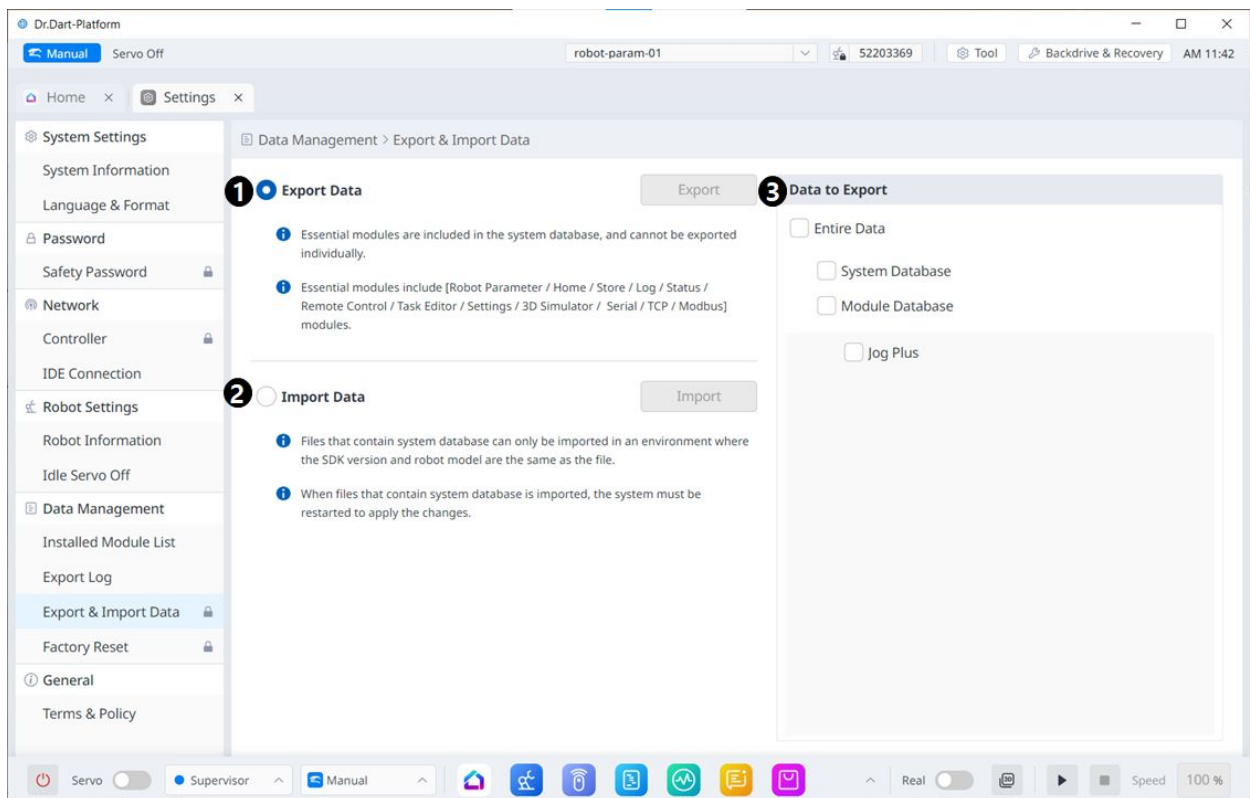 Dr.Dart-Platform
Manual Servo Off robot-param-01 52203369 Tool Backdrive & Recovery AM 11:42
Home Settings
System Settings
System Information
Language & Format
Password
Safety Password
Network
Controller
IDE Connection
Robot Settings
Robot Information
Idle Servo Off
Data Management
Installed Module List
Export Log
Export & Import Data
Factory Reset
General
Terms & Policy
Data Management > Export & Import Data
1 Export Data Export
Essential modules are included in the system database, and cannot be exported
individually.
Essential modules include [Robot Parameter / Home / Store / Log / Status /
Remote Control / Task Editor / Settings / 3D Simulator / Serial / TCP / Modbus]
modules.
2 Import Data Import
Files that contain system database can only be imported in an environment where
the SDK version and robot model are the same as the file.
When files that contain system database is imported, the system must be
restarted to apply the changes.
3 Data to Export
Entire Data
System Database
Module Database
Jog Plus
Servo Supervisor Manual Real 3D Speed 100 %